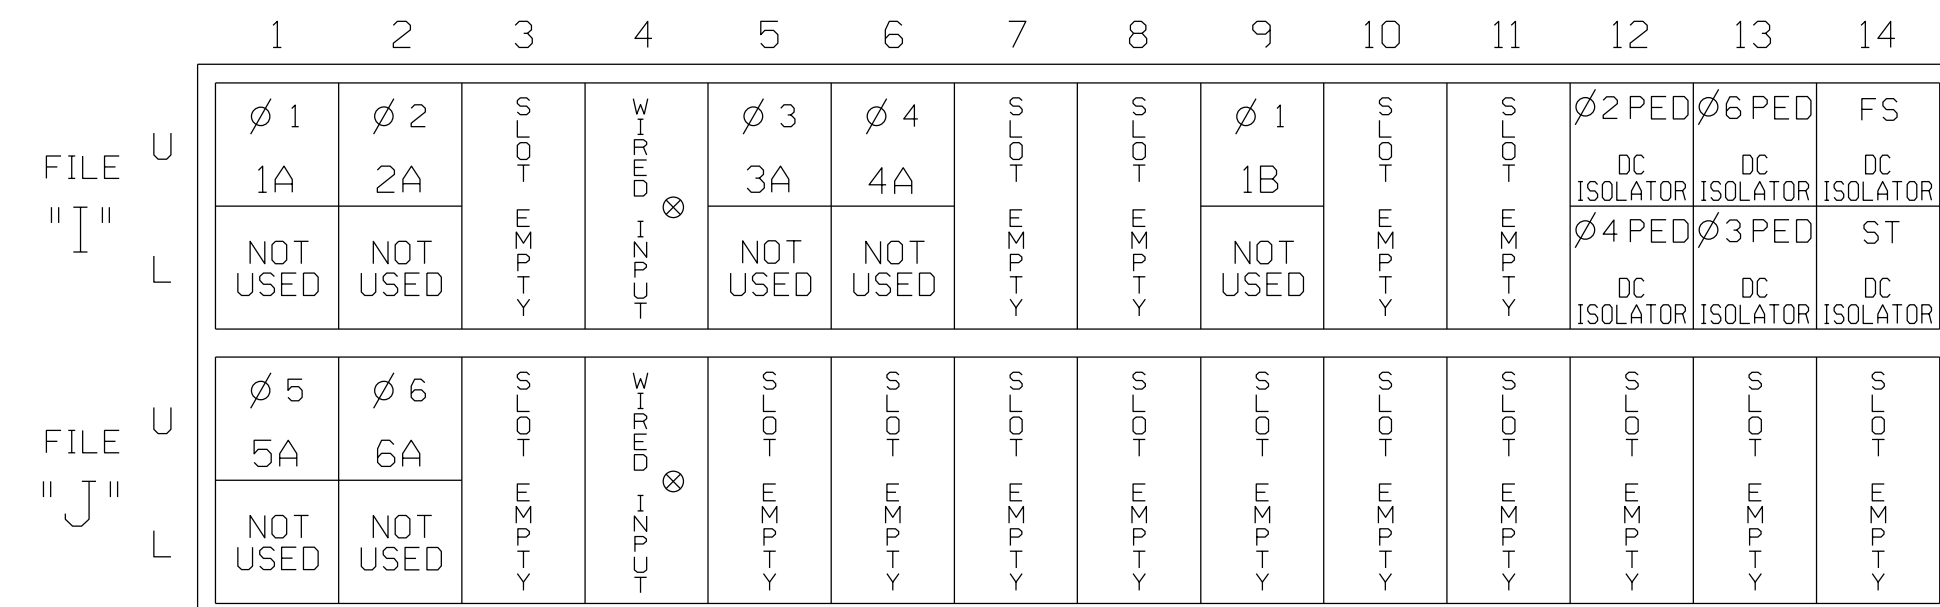 1 2 3 4 5 6 7 8 9 10 11 12 13 14
FILE "I"
U
L
Ø 1
1A
NOT
USED
Ø 2
2A
NOT
USED
SLOT EMPTY
WIRED INPUT
Ø 3
3A
NOT
USED
Ø 4
4A
NOT
USED
SLOT EMPTY
SLOT EMPTY
Ø 1
1B
NOT
USED
SLOT EMPTY
SLOT EMPTY
Ø2 PED
DC
ISOLATOR
Ø4 PED
DC
ISOLATOR
Ø6 PED
DC
ISOLATOR
Ø3 PED
DC
ISOLATOR
FS
DC
ISOLATOR
ST
DC
ISOLATOR
FILE "J"
U
L
Ø 5
5A
NOT
USED
Ø 6
6A
NOT
USED
SLOT EMPTY
WIRED INPUT
SLOT EMPTY
SLOT EMPTY
SLOT EMPTY
SLOT EMPTY
SLOT EMPTY
SLOT EMPTY
SLOT EMPTY
SLOT EMPTY
SLOT EMPTY
SLOT EMPTY